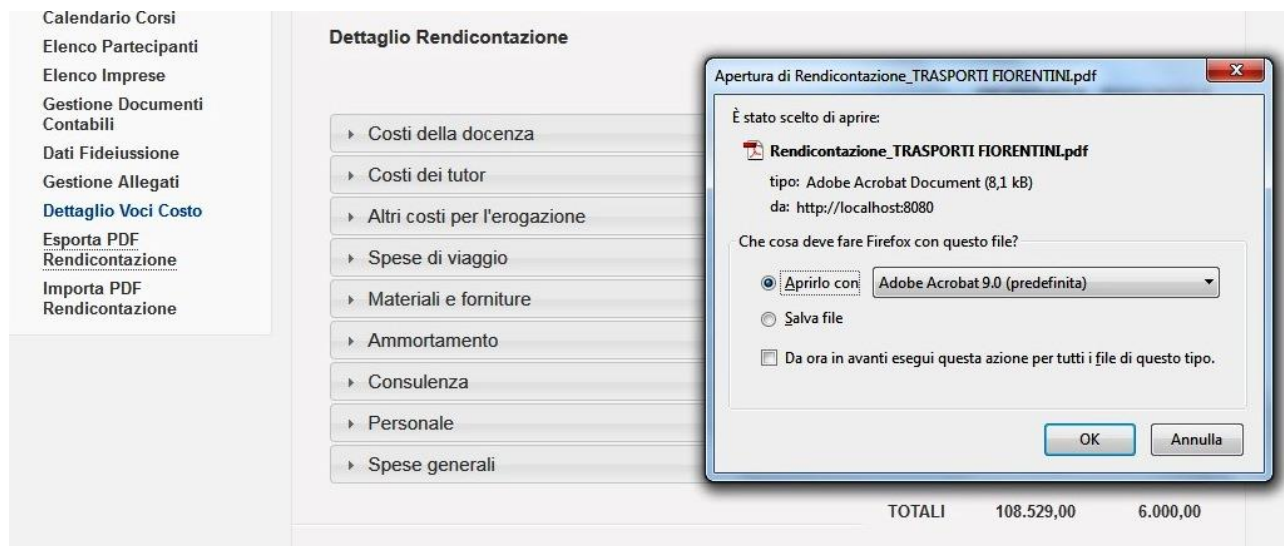 Calendario Corsi
Elenco Partecipanti
Elenco Imprese
Gestione Documenti
Contabili
Dati Fideiussione
Gestione Allegati
Dettaglio Voci Costo
Esporta PDF
Rendicontazione
Importa PDF
Rendicontazione
Dettaglio Rendicontazione
Costi della docenza
Costi dei tutor
Altri costi per l'erogazione
Spese di viaggio
Materiali e forniture
Ammortamento
Consulenza
Personale
Spese generali
TOTALI 108.529,00 6.000,00
Apertura di Rendicontazione_TRASPORTI FIORENTINI.pdf
È stato scelto di aprire:
Rendicontazione_TRASPORTI FIORENTINI.pdf
tipo: Adobe Acrobat Document (8,1 kB)
da: http://localhost:8080
Che cosa deve fare Firefox con questo file?
Aprirlo con Adobe Acrobat 9.0 (predefinita)
Salva file
Da ora in avanti esegui questa azione per tutti i file di questo tipo.
OK Annulla